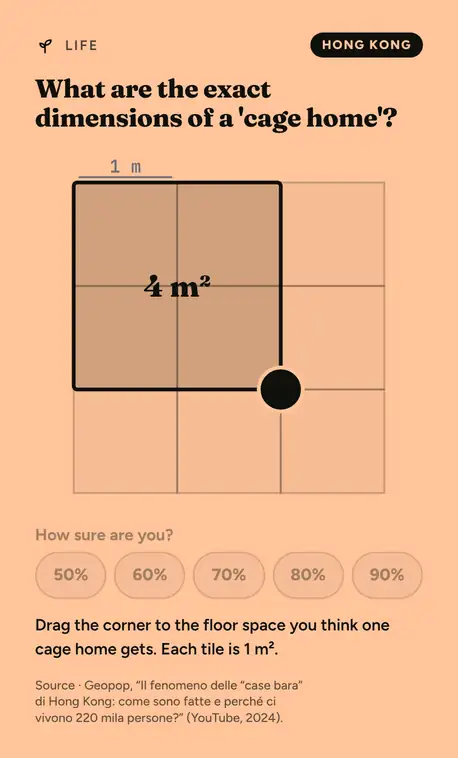 LIFE
HONG KONG
What are the exact
dimensions of a 'cage home'?
1 m
4 m²
How sure are you?
50% 60% 70% 80% 90%
Drag the corner to the floor space you think one
cage home gets. Each tile is 1 m².
Source · Geopop, “Il fenomeno delle “case bara”
di Hong Kong: come sono fatte e perché ci
vivono 220 mila persone?” (YouTube, 2024).